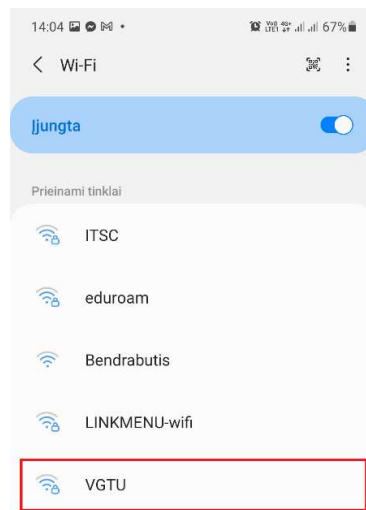 14:04 67%
Wi-Fi
Įjungta
Prieinami tinklai
ITSC
eduroam
Bendrabutis
LINKMENU-wifi
VGTU